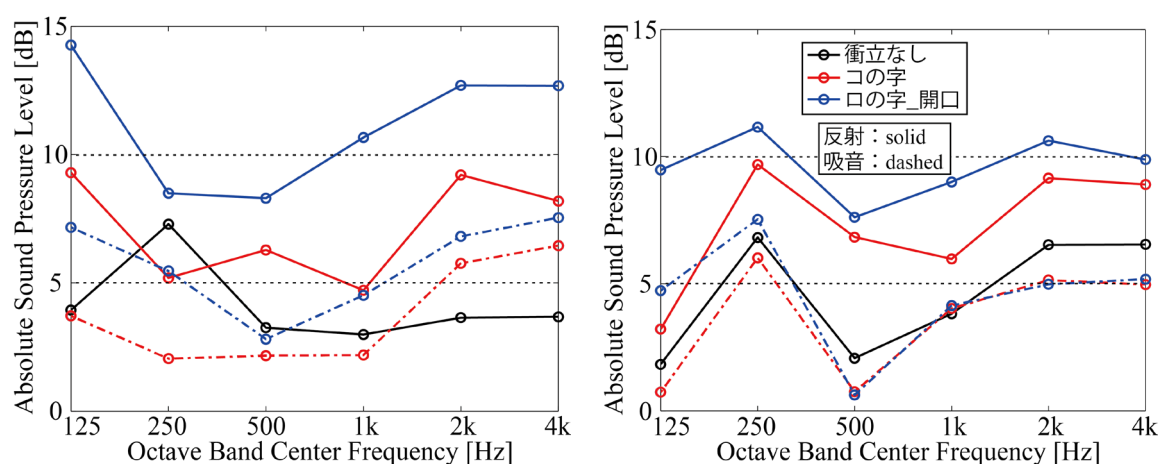 Absolute Sound Pressure Level [dB]
15
10
5
0
125 250 500 1k 2k 4k
Octave Band Center Frequency [Hz]
Absolute Sound Pressure Level [dB]
15
10
5
0
衝立なし
コの字
ロの字_開口
反射：solid
吸音：dashed
125 250 500 1k 2k 4k
Octave Band Center Frequency [Hz]